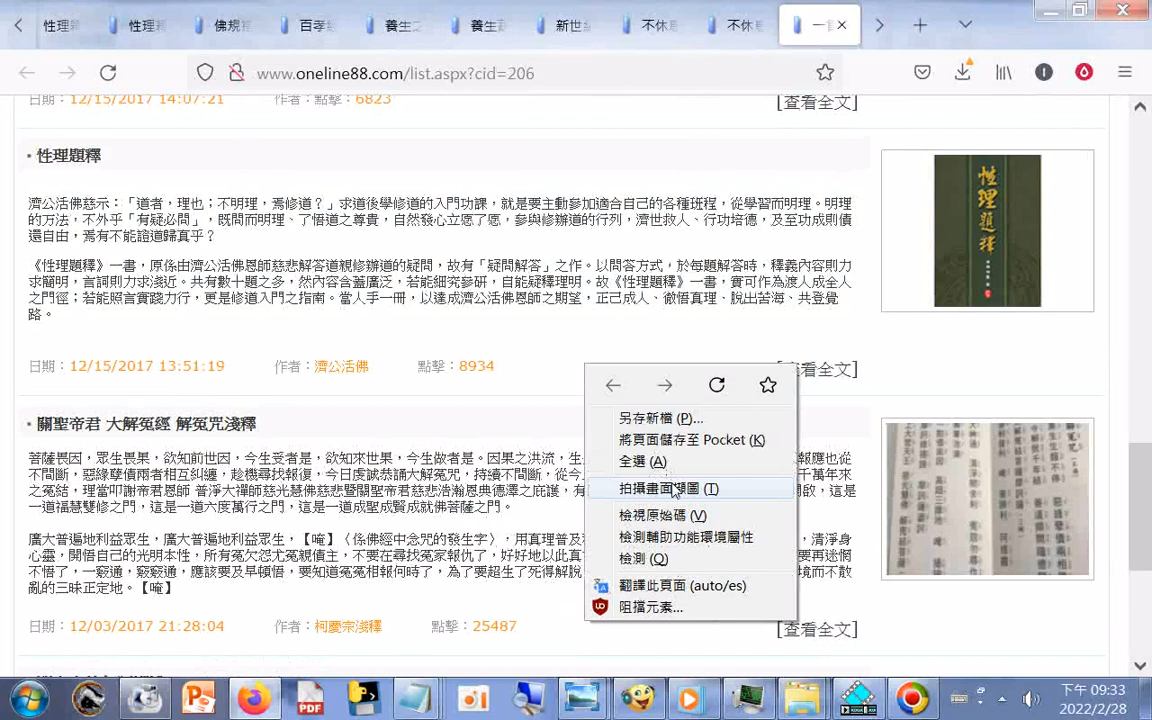 性理
性理
佛規
百孝
養生
養生
新世
不休
不休
一
www.oneline88.com/list.aspx?cid=206
日期：12/15/2017 14:07:21 作者： 點擊：6823 [查看全文]
性理題釋
濟公活佛慈示：「道者，理也；不明理，焉修道？」求道後學修道的入門功課，就是要主動參加適合自己的各種班程，從學習而明理。明理
的方法，不外乎「有疑必問」，既問而明理、了悟道之尊貴，自然發心立愿了愿，參與修辦道的行列，濟世救人、行功培德，及至功成則債
還自由，焉有不能證道歸真乎？
《性理題釋》一書，原係由濟公活佛恩師慈悲解答道親修辦道的疑問，故有「疑問解答」之作。以問答方式，於每題解答時，釋義內容則力
求簡明，言詞則力求淺近。共有數十題之多，然內容含蓋廣泛，若能細究參研，自能疑釋理明。故《性理題釋》一書，實可作為渡人成全人
之門徑；若能照言實踐力行，更是修道入門之指南。當人手一冊，以達成濟公活佛恩師之期望，正己成人、徹悟真理、脫出苦海、共登覺
路。
日期：12/15/2017 13:51:19 作者：濟公活佛 點擊：8934 查看全文]
性理題釋
關聖帝君 大解冤經 解冤咒淺釋
菩薩畏因，眾生畏果，欲知前世因，今生受者是，欲知來世果，今生做者是。因果之洪流，生 報應也從
不間斷，惡緣孽債兩者相互糾纏，趁機尋找報復，今日虔誠恭誦大解冤咒，持續不間斷，從今 千萬年來
之冤結，理當叩謝帝君恩師 普淨大禪師慈光慧佛慈悲暨關聖帝君慈悲浩瀚恩典德澤之庇護，有 開啟，這是
一道福慧雙修之門，這是一道六度萬行之門，這是一道成聖成賢成就佛菩薩之門。
廣大普遍地利益眾生，廣大普遍地利益眾生，【唵】〈係佛經中念咒的發生字〉，用真理普及 清淨身
心靈，開悟自己的光明本性，所有冤欠怨尤冤親債主，不要在尋找冤家報仇了，好好地以此真 要再迷惘
不悟了，一竅通，竅竅通，應該要及早頓悟，要知道冤冤相報何時了，為了要超生了死得解脫 境而不散
亂的三昧正定地。【唵】
日期：12/03/2017 21:28:04 作者：柯慶宗淺釋 點擊：25487 [查看全文]
另存新檔 (P)...
將頁面儲存至 Pocket (K)
全選 (A)
拍攝畫面擷圖 (T)
檢視原始碼 (V)
檢測輔助功能環境屬性
檢測 (Q)
翻譯此頁面 (auto/es)
阻擋元素...
PDF
下午 09:33
2022/2/28